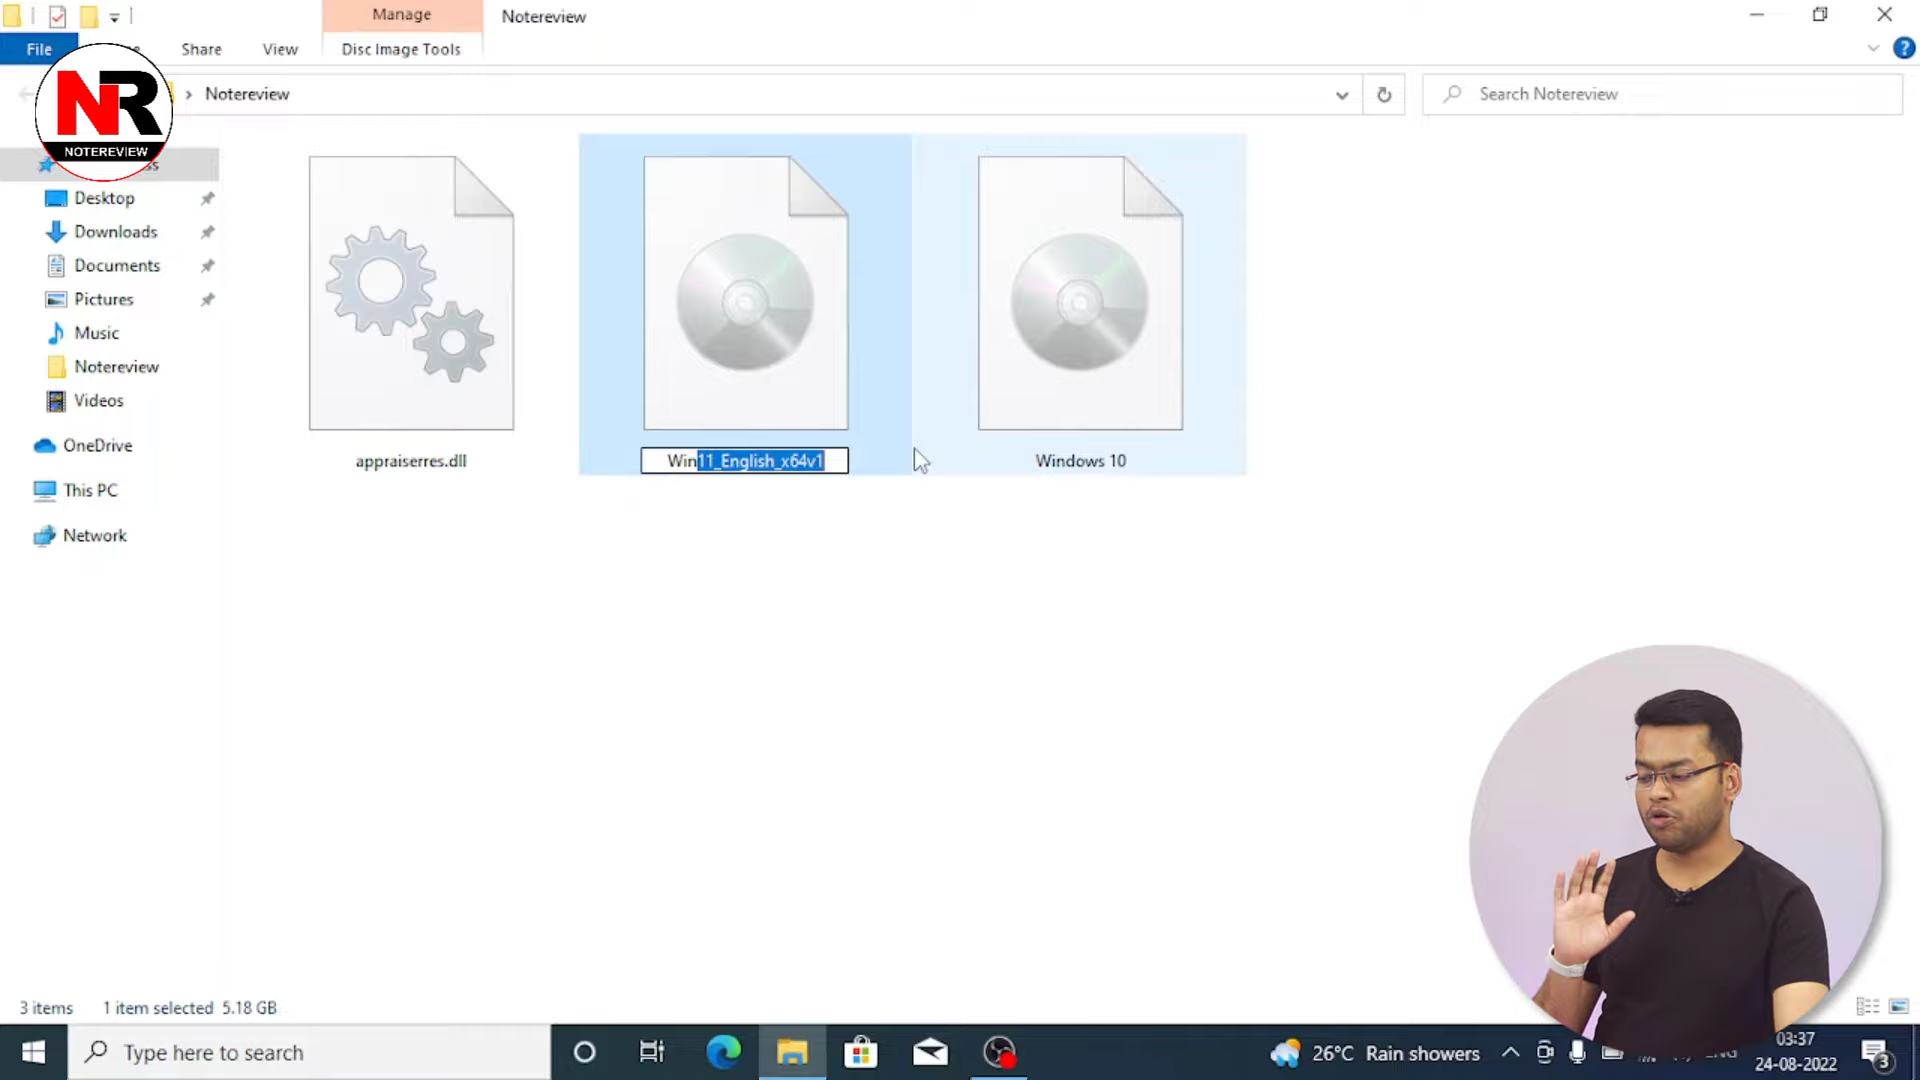 Manage
Notereview
File
Share
View
Disc Image Tools
NR
NOTEREVIEW
Notereview
Search Notereview
Desktop
Downloads
Documents
Pictures
Music
Notereview
Videos
OneDrive
This PC
Network
appraiserres.dll
Win11_English_x64v1
Windows 10
3 items
1 item selected 5.18 GB
Type here to search
26°C Rain showers
03:37
24-08-2022
3